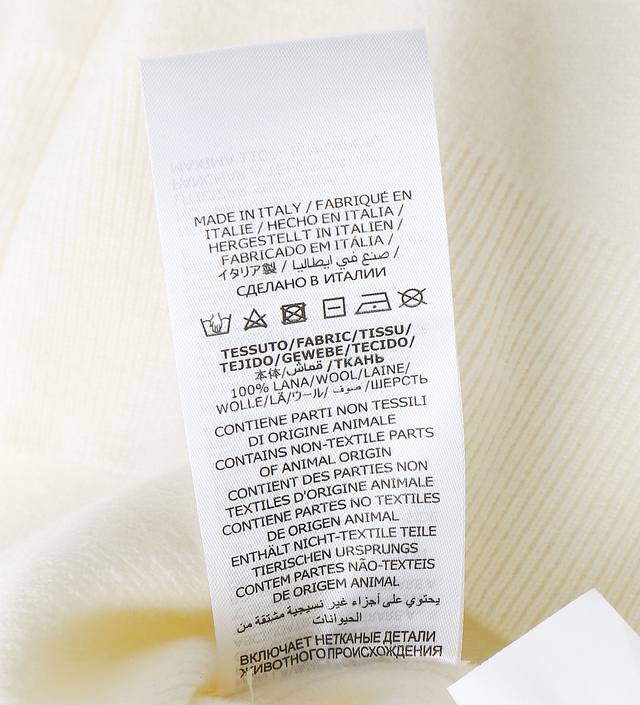 MADE IN ITALY / FABRIQUÉ EN
ITALIE / HECHO EN ITALIA /
HERGESTELLT IN ITALIEN /
FABRICADO EM ITÁLIA /
イタリア製 / صنع في ايطاليا /
СДЕЛАНО В ИТАЛИИ
TESSUTO/FABRIC/TISSU/
TEJIDO/GEWEBE/TECIDO/
本体/قماش/ТКАНЬ
100% LANA/WOOL/LAINE/
WOLLE/LÃ/ウール/ صوف /ШЕРСТЬ
CONTIENE PARTI NON TESSILI
DI ORIGINE ANIMALE
CONTAINS NON-TEXTILE PARTS
OF ANIMAL ORIGIN
CONTIENT DES PARTIES NON
TEXTILES D'ORIGINE ANIMALE
CONTIENE PARTES NO TEXTILES
DE ORIGEN ANIMAL
ENTHÄLT NICHT-TEXTILE TEILE
TIERISCHEN URSPRUNGS
CONTEM PARTES NÃO-TEXTEIS
DE ORIGEM ANIMAL
يحتوي على أجزاء غير نسيجية مشتقة من
الحيوانات
ВКЛЮЧАЕТ НЕТКАНЫЕ ДЕТАЛИ
ЖИВОТНОГО ПРОИСХОЖДЕНИЯ